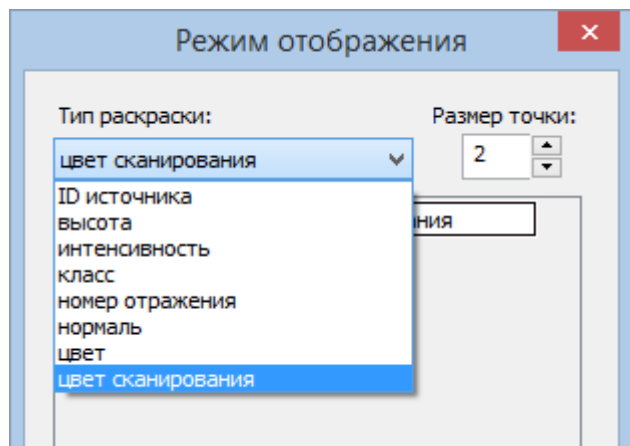 Режим отображения
Тип раскраски:
Размер точки:
цвет сканирования
2
ID источника
высота
интенсивность
класс
номер отражения
нормаль
цвет
цвет сканирования